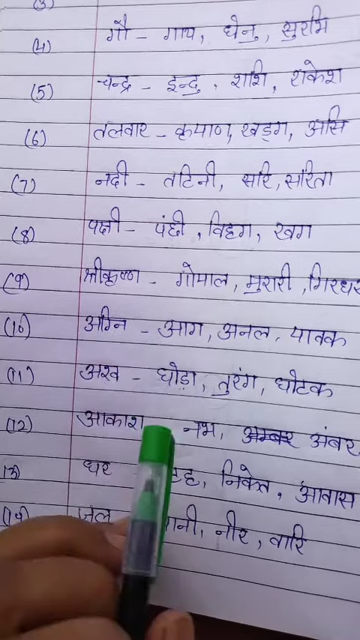 (3)
(4) गौ - गाय, धेनु, सुरभि
(5) चन्द्र - इन्दु, शशि, राकेश
(6) तलवार - कृपाण, खड्ग, असि
(7) नदी - तटिनी, सरि, सरिता
(8) पक्षी - पंछी, विहग, खग
(9) श्रीकृष्ण - गोपाल, मुरारी, गिरधर
(10) अग्नि - आग, अनल, पावक
(11) अश्व - घोड़ा, तुरंग, घोटक
(12) आकाश नभ, अम्बर अंबर
13) घर निकेत, आवास
(14) जल पानी, नीर, वारि